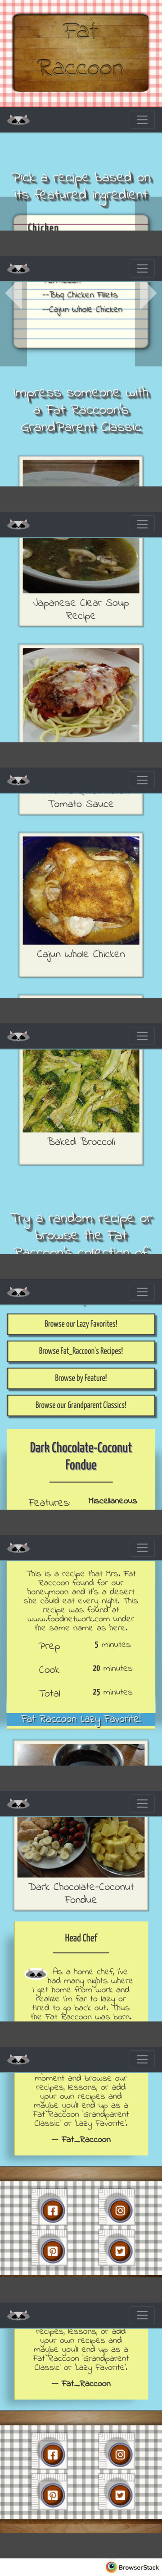 Fat
Raccoon
Pick a recipe based on
its featured ingredient
Chicken
--Bbq Chicken Fillets
--Cajun Whole Chicken
Impress someone with
a Fat Raccoon's
GrandParent Classic
Japanese Clear Soup
Recipe
Tomato Sauce
Cajun Whole Chicken
Baked Broccoli
Try a random recipe or
browse the Fat
Raccoon's collection of
Browse our Lazy Favorites!
Browse Fat_Raccoon's Recipes!
Browse by Feature!
Browse our Grandparent Classics!
Dark Chocolate-Coconut
Fondue
Features: Miscellaneous
This is a recipe that Mrs. Fat
Raccoon found for our
honeymoon and it's a desert
she could eat every night. This
recipe was found at
www.foodnetwork.com under
the same name as here.
Prep 5 minutes
Cook 20 minutes
Total 25 minutes
Fat Raccoon Lazy Favorite!
Dark Chocolate-Coconut
Fondue
Head Chef
As a home chef, I've
had many nights where
I get home from work and
realize I'm far to lazy or
tired to go back out. Thus
the Fat Raccoon was born.
moment and browse our
recipes, lessons, or add
your own recipes and
maybe you'll end up as a
Fat Raccoon 'Grandparent
Classic' or 'Lazy Favorite'.
-- Fat_Raccoon
recipes, lessons, or add
your own recipes and
maybe you'll end up as a
Fat Raccoon 'Grandparent
Classic' or 'Lazy Favorite'.
-- Fat_Raccoon
BrowserStack